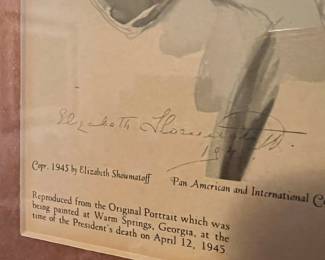 Elizabeth Shoumatoff.
Copr. 1945 by Elizabeth Shoumatoff
Pan American and International
Reproduced from the Original Portrait which was
being painted at Warm Springs, Georgia, at the
time of the President's death on April 12, 1945